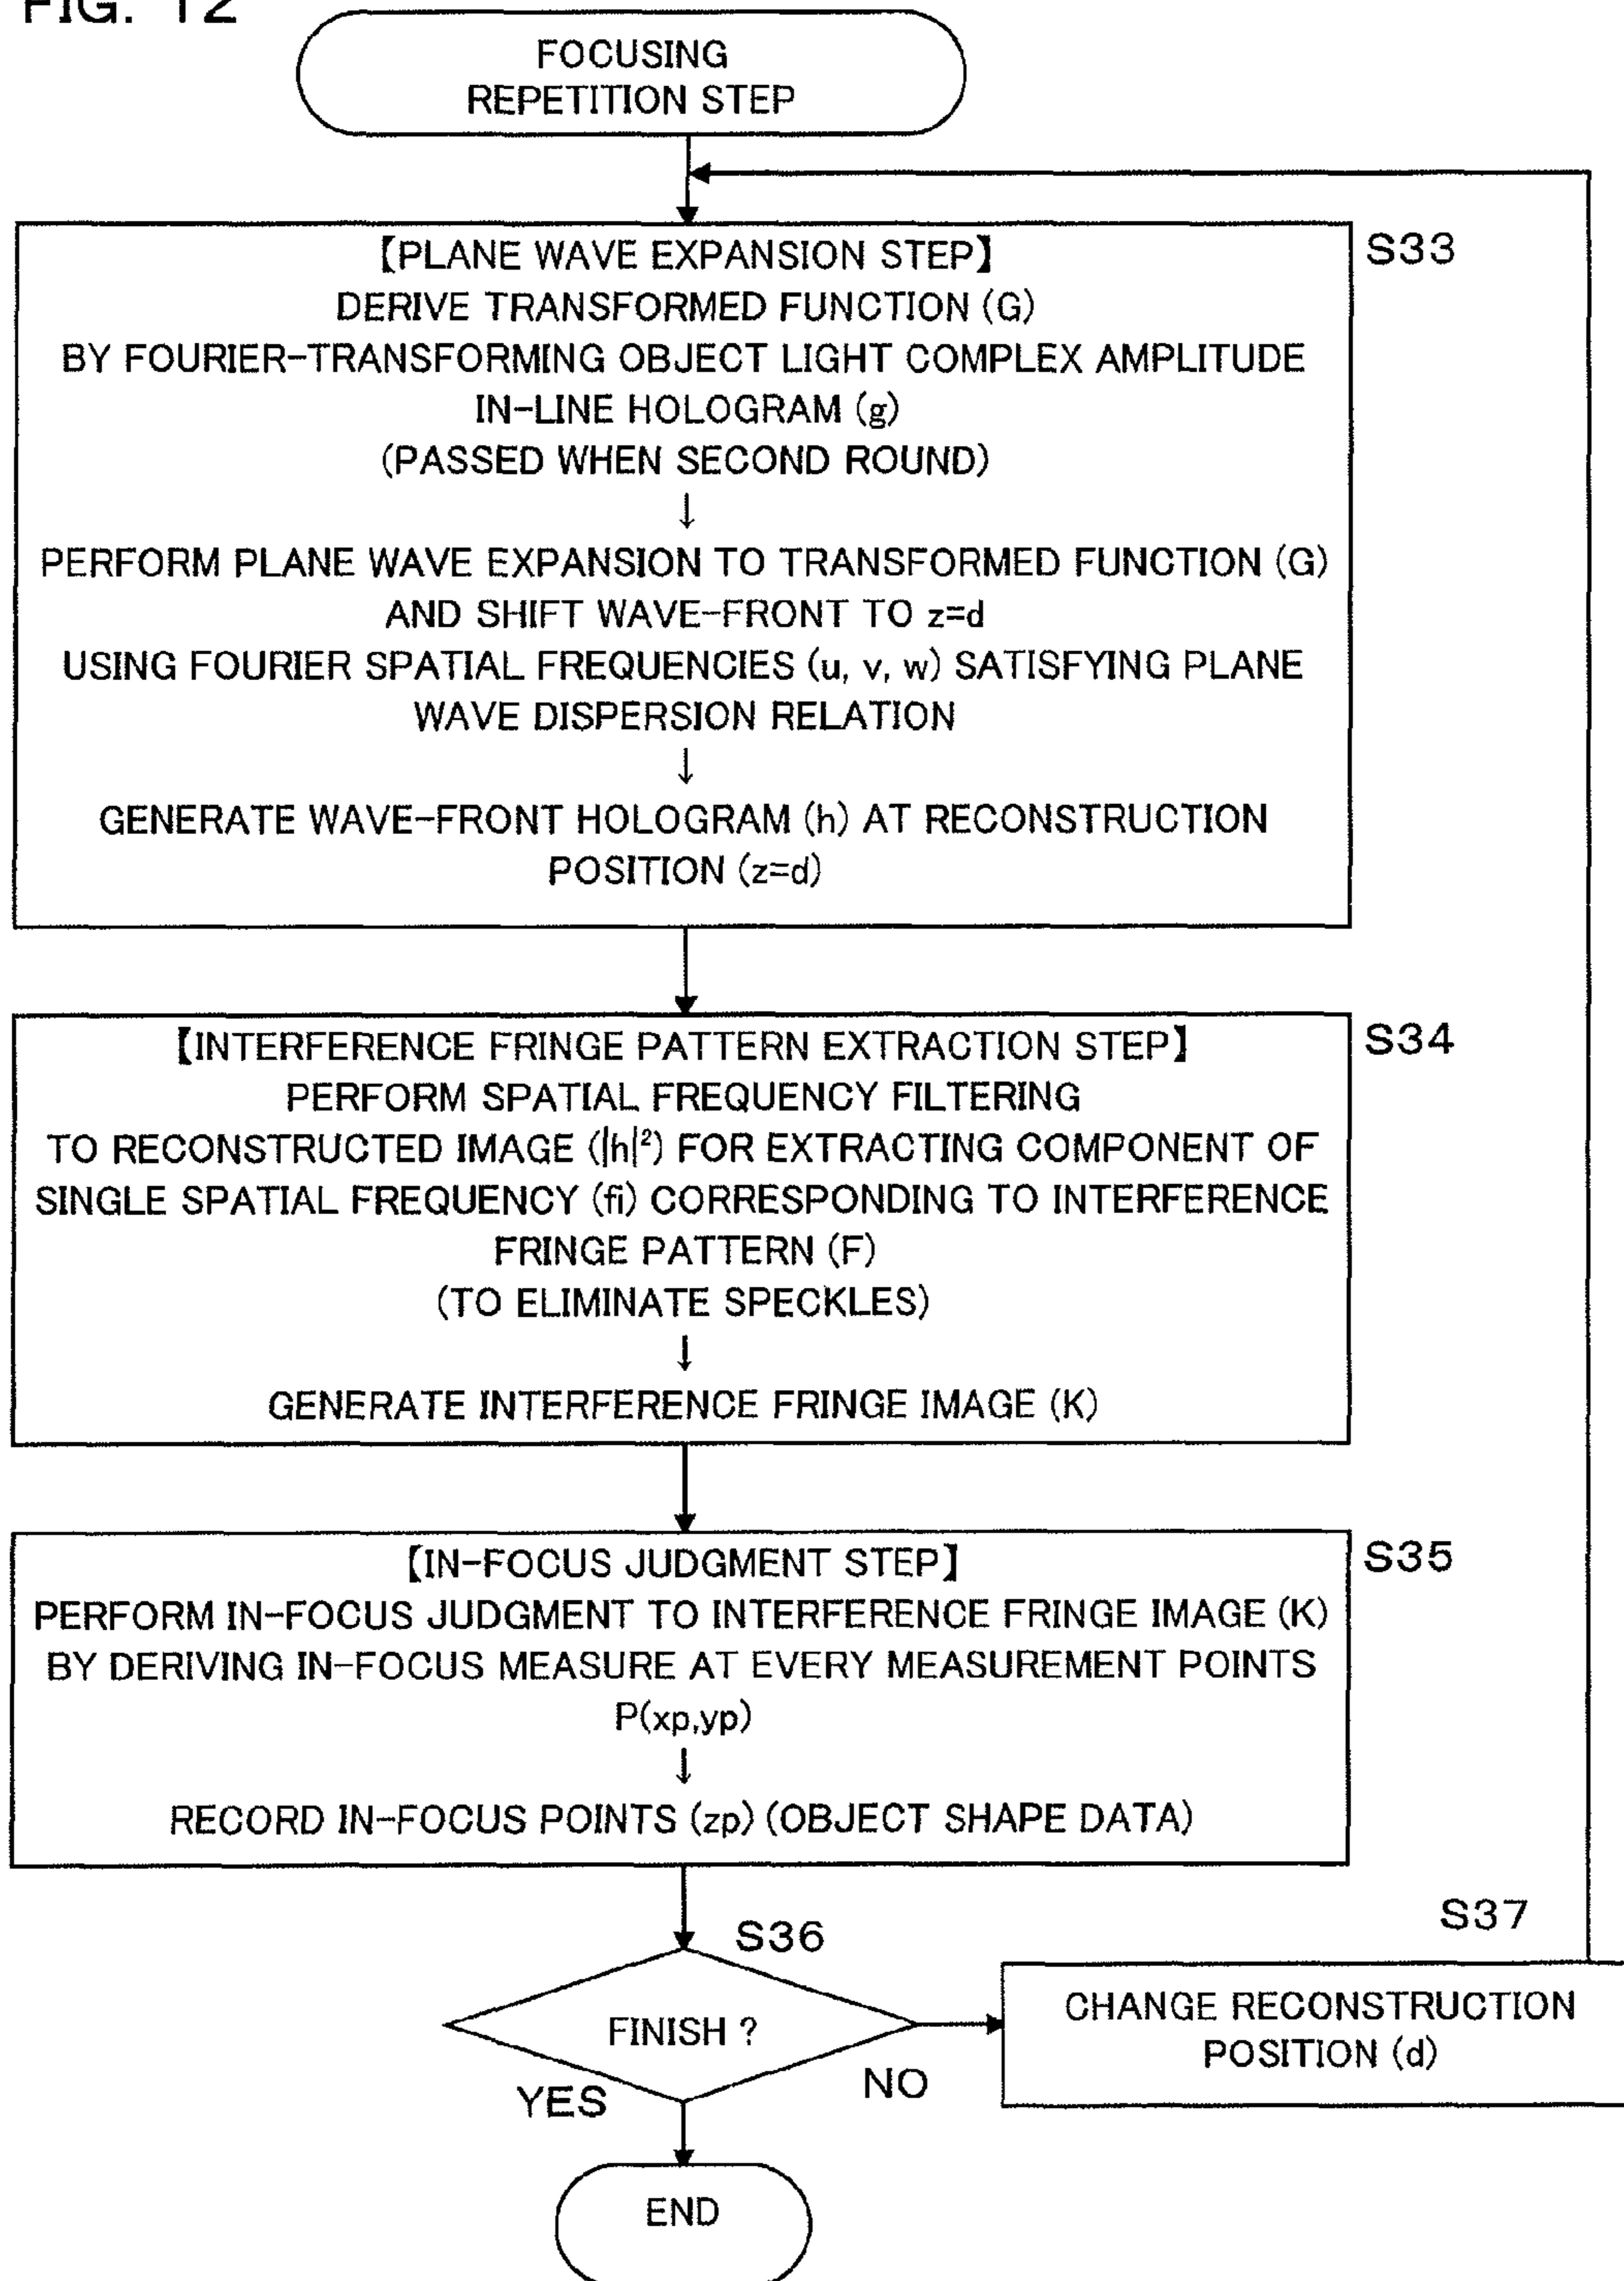 FIG. 12
FOCUSING
REPETITION STEP
S33
【PLANE WAVE EXPANSION STEP】
DERIVE TRANSFORMED FUNCTION (G)
BY FOURIER-TRANSFORMING OBJECT LIGHT COMPLEX AMPLITUDE
IN-LINE HOLOGRAM (g)
(PASSED WHEN SECOND ROUND)
↓
PERFORM PLANE WAVE EXPANSION TO TRANSFORMED FUNCTION (G)
AND SHIFT WAVE-FRONT TO z=d
USING FOURIER SPATIAL FREQUENCIES (u, v, w) SATISFYING PLANE
WAVE DISPERSION RELATION
↓
GENERATE WAVE-FRONT HOLOGRAM (h) AT RECONSTRUCTION
POSITION (z=d)
S34
【INTERFERENCE FRINGE PATTERN EXTRACTION STEP】
PERFORM SPATIAL FREQUENCY FILTERING
TO RECONSTRUCTED IMAGE (|h|²) FOR EXTRACTING COMPONENT OF
SINGLE SPATIAL FREQUENCY (fi) CORRESPONDING TO INTERFERENCE
FRINGE PATTERN (F)
(TO ELIMINATE SPECKLES)
↓
GENERATE INTERFERENCE FRINGE IMAGE (K)
S35
【IN-FOCUS JUDGMENT STEP】
PERFORM IN-FOCUS JUDGMENT TO INTERFERENCE FRINGE IMAGE (K)
BY DERIVING IN-FOCUS MEASURE AT EVERY MEASUREMENT POINTS
P(xp,yp)
↓
RECORD IN-FOCUS POINTS (zp) (OBJECT SHAPE DATA)
S36
FINISH ?
YES
NO
S37
CHANGE RECONSTRUCTION
POSITION (d)
END